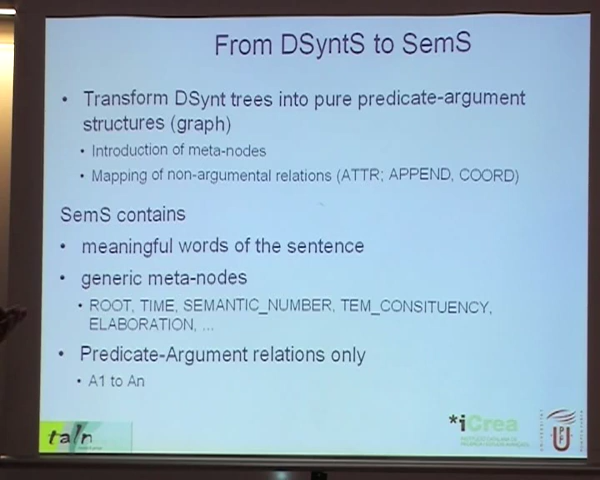 From DSyntS to SemS
• Transform DSynt trees into pure predicate-argument
structures (graph)
• Introduction of meta-nodes
• Mapping of non-argumental relations (ATTR; APPEND, COORD)
SemS contains
• meaningful words of the sentence
• generic meta-nodes
• ROOT, TIME, SEMANTIC_NUMBER, TEM_CONSITUENCY,
ELABORATION, ...
• Predicate-Argument relations only
• A1 to An
taln
*iCrea
UPF